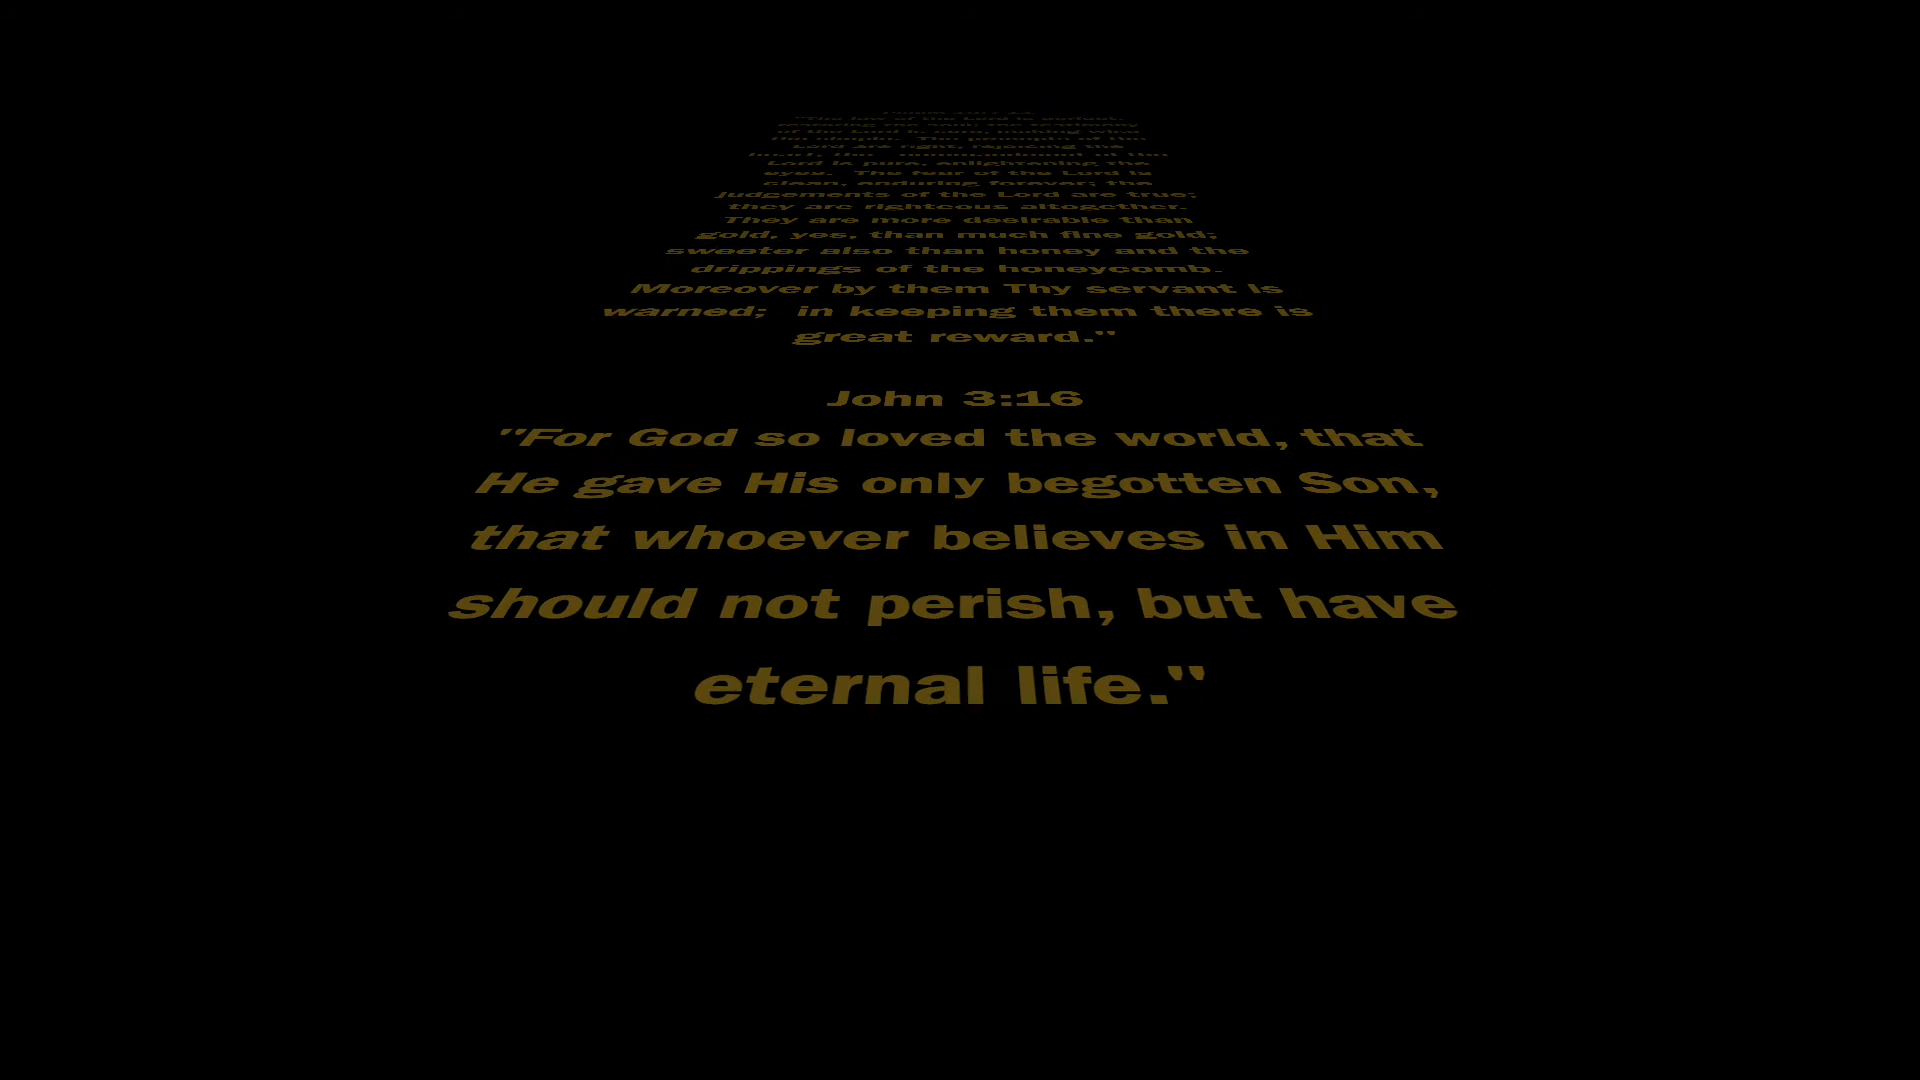 "The law of the Lord is perfect,
restoring the soul; the testimony
of the Lord is sure, making wise
the simple.  The precepts of the
Lord are right, rejoicing the
heart; the  commandment of the
Lord is pure, enlightening the
eyes.  The fear of the Lord is
clean, enduring forever; the
judgements of the Lord are true;
they are righteous altogether.
They are more desirable than
gold, yes, than much fine gold;
sweeter also than honey and the
drippings of the honeycomb.
Moreover by them Thy servant is
warned;  in keeping them there is
great reward."
John 3:16
"For God so loved the world, that
He gave His only begotten Son,
that whoever believes in Him
should not perish, but have
eternal life."